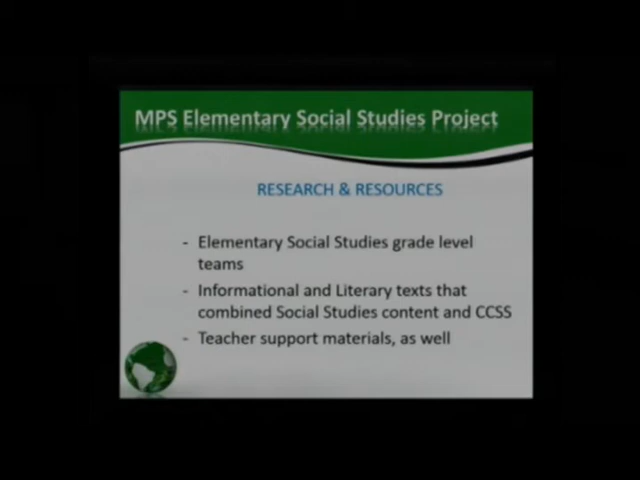 MPS Elementary Social Studies Project
RESEARCH & RESOURCES
- Elementary Social Studies grade level
teams
- Informational and Literary texts that
combined Social Studies content and CCSS
- Teacher support materials, as well